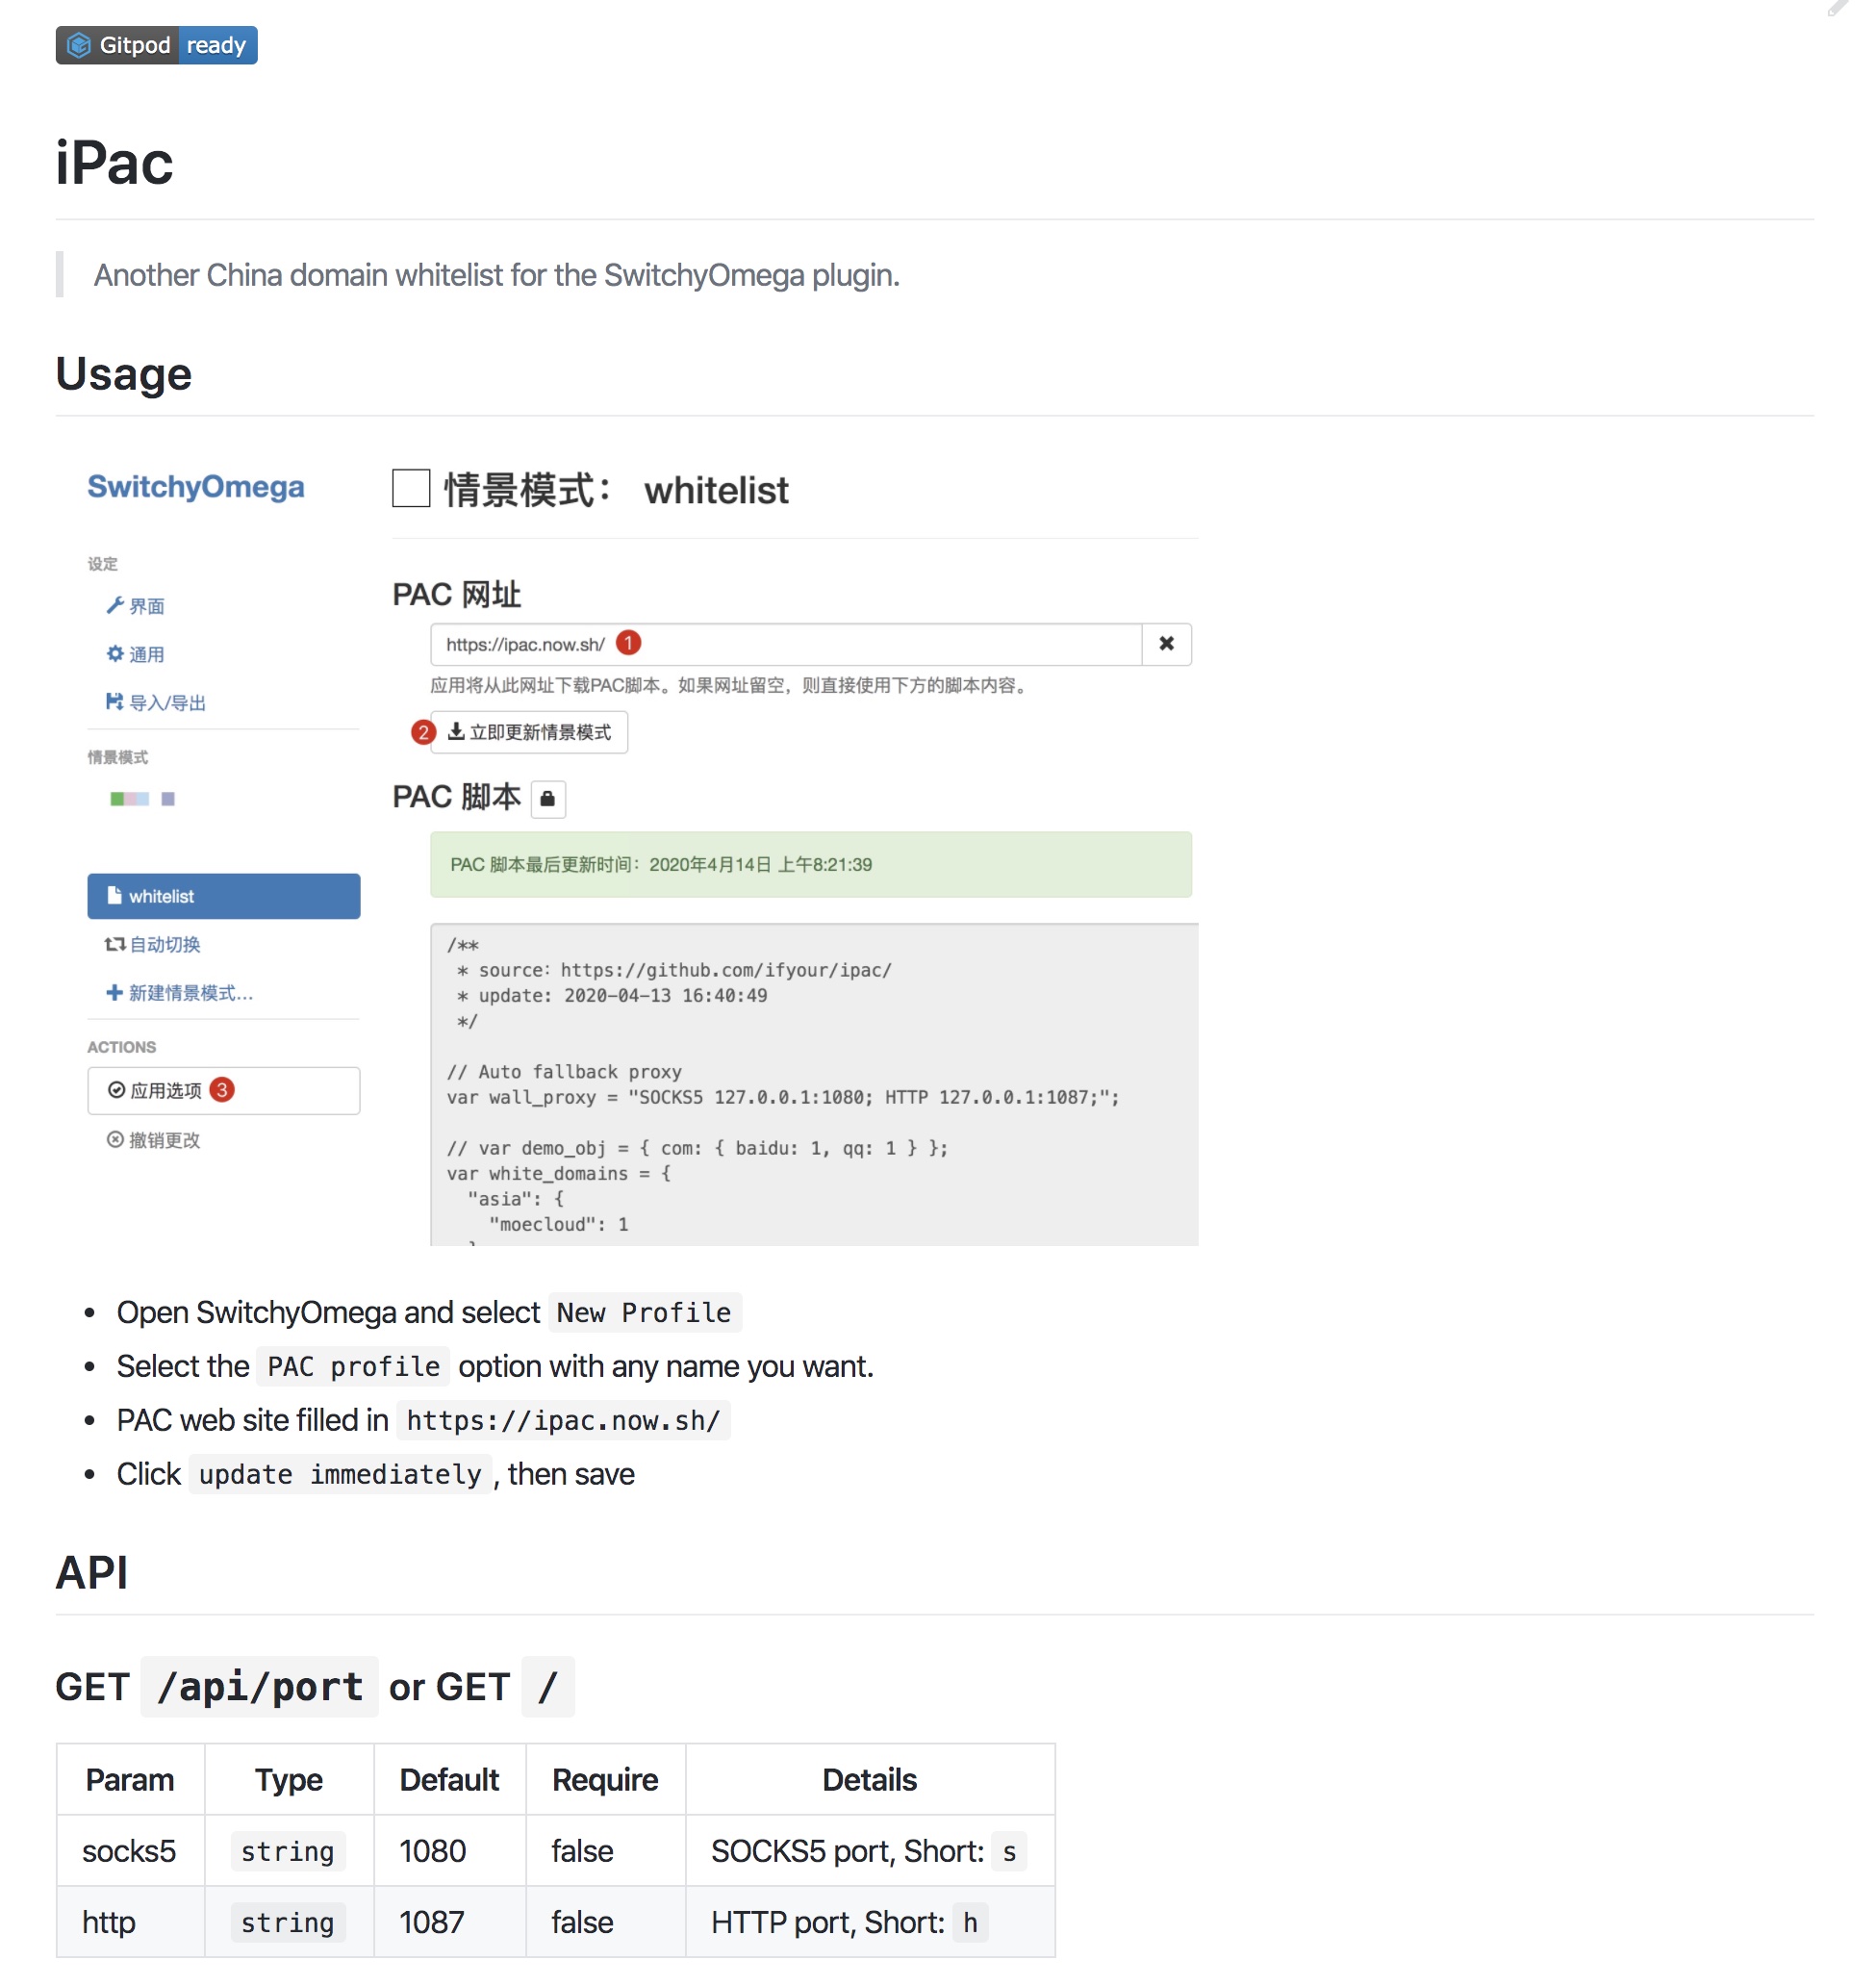 Gitpod ready
iPac
Another China domain whitelist for the SwitchyOmega plugin.
Usage
SwitchyOmega
情景模式： whitelist
设定
界面
通用
导入/导出
情景模式
whitelist
自动切换
新建情景模式...
ACTIONS
应用选项 3
撤销更改
PAC 网址
https://ipac.now.sh/ 1
应用将从此网址下载PAC脚本。如果网址留空，则直接使用下方的脚本内容。
2 立即更新情景模式
PAC 脚本
PAC 脚本最后更新时间：2020年4月14日 上午8:21:39
/**
* source：https://github.com/ifyour/ipac/
* update: 2020-04-13 16:40:49
*/
// Auto fallback proxy
var wall_proxy = "SOCKS5 127.0.0.1:1080; HTTP 127.0.0.1:1087;";
// var demo_obj = { com: { baidu: 1, qq: 1 } };
var white_domains = {
"asia": {
"moecloud": 1
Open SwitchyOmega and select New Profile
Select the PAC profile option with any name you want.
PAC web site filled in https://ipac.now.sh/
Click update immediately, then save
API
GET /api/port or GET /
Param Type Default Require Details
socks5 string 1080 false SOCKS5 port, Short: s
http string 1087 false HTTP port, Short: h